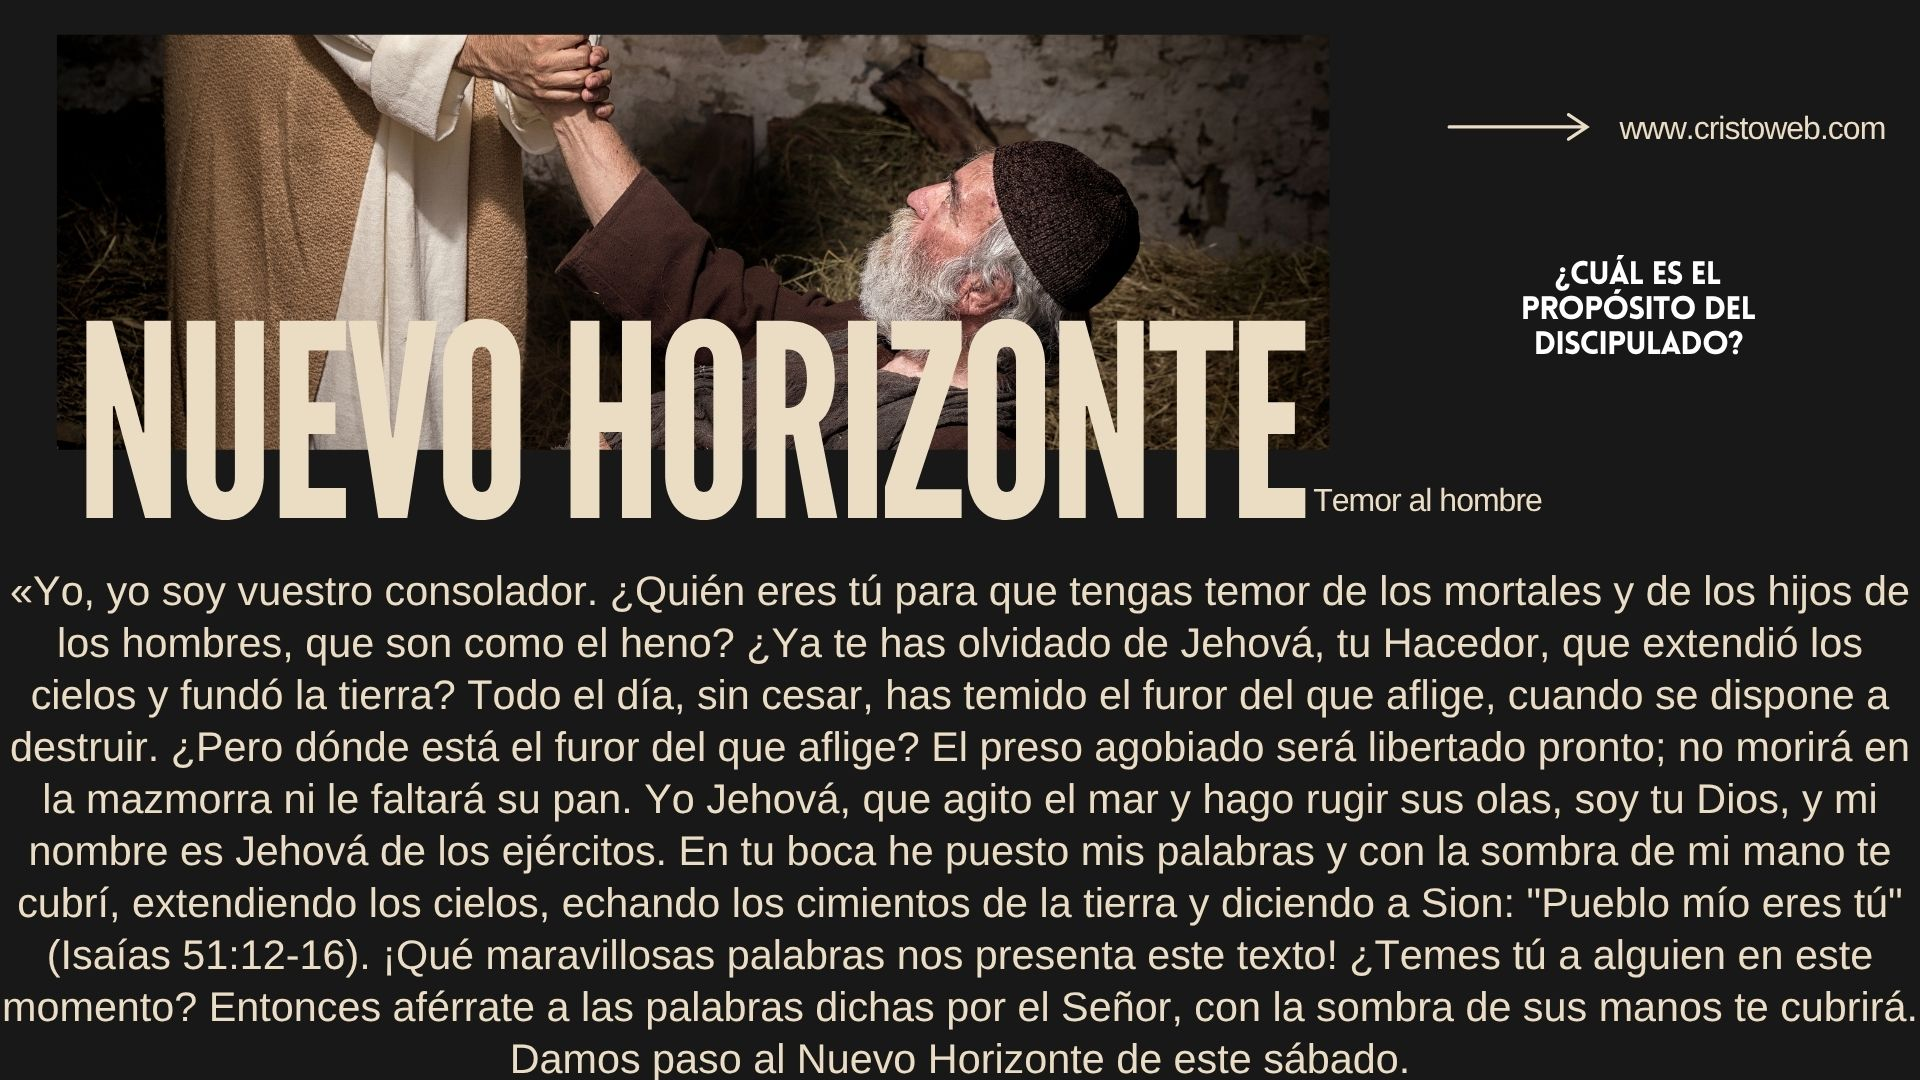 www.cristoweb.com
¿CUÁL ES EL
PROPÓSITO DEL
DISCIPULADO?
NUEVO HORIZONTE
Temor al hombre
«Yo, yo soy vuestro consolador. ¿Quién eres tú para que tengas temor de los mortales y de los hijos de
los hombres, que son como el heno? ¿Ya te has olvidado de Jehová, tu Hacedor, que extendió los
cielos y fundó la tierra? Todo el día, sin cesar, has temido el furor del que aflige, cuando se dispone a
destruir. ¿Pero dónde está el furor del que aflige? El preso agobiado será libertado pronto; no morirá en
la mazmorra ni le faltará su pan. Yo Jehová, que agito el mar y hago rugir sus olas, soy tu Dios, y mi
nombre es Jehová de los ejércitos. En tu boca he puesto mis palabras y con la sombra de mi mano te
cubrí, extendiendo los cielos, echando los cimientos de la tierra y diciendo a Sion: "Pueblo mío eres tú"
(Isaías 51:12-16). ¡Qué maravillosas palabras nos presenta este texto! ¿Temes tú a alguien en este
momento? Entonces aférrate a las palabras dichas por el Señor, con la sombra de sus manos te cubrirá.
Damos paso al Nuevo Horizonte de este sábado.